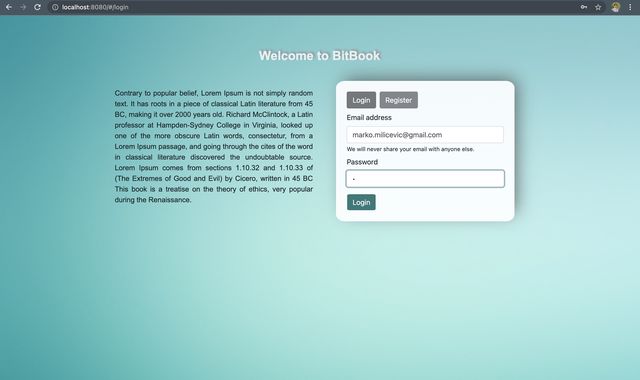 localhost:8080/#/login
Welcome to BitBook
Contrary to popular belief, Lorem Ipsum is not simply random
text. It has roots in a piece of classical Latin literature from 45
BC, making it over 2000 years old. Richard McClintock, a Latin
professor at Hampden-Sydney College in Virginia, looked up
one of the more obscure Latin words, consectetur, from a
Lorem Ipsum passage, and going through the cites of the word
in classical literature discovered the undoubtable source.
Lorem Ipsum comes from sections 1.10.32 and 1.10.33 of
(The Extremes of Good and Evil) by Cicero, written in 45 BC
This book is a treatise on the theory of ethics, very popular
during the Renaissance.
Login Register
Email address
marko.milicevic@gmail.com
We will never share your email with anyone else.
Password
Login